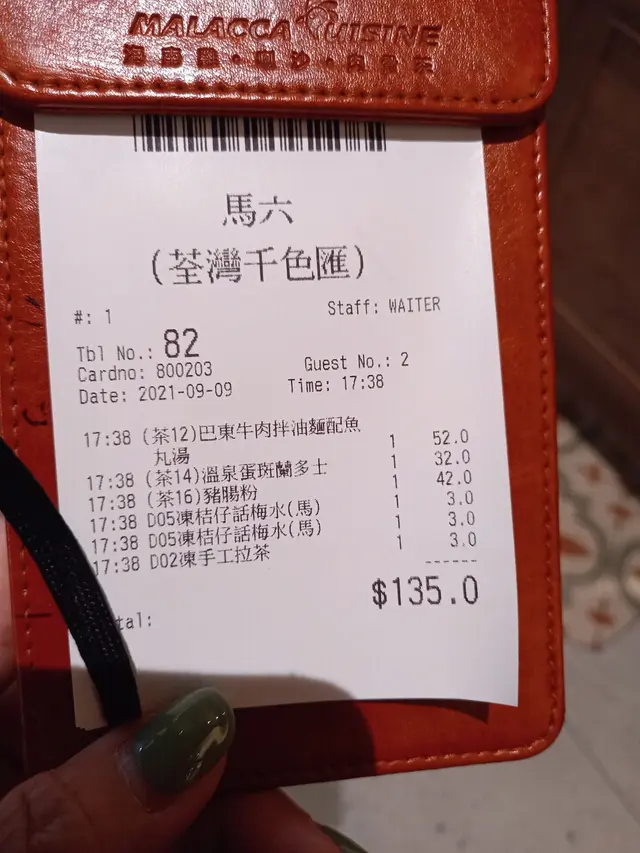 MALACCA CUISINE
馬六
(荃灣千色匯)
#: 1 Staff: WAITER
Tbl No.: 82
Cardno: 800203 Guest No.: 2
Date: 2021-09-09 Time: 17:38
17:38 (茶12)巴東牛肉拌油麵配魚 1 52.0
丸湯
17:38 (茶14)溫泉蛋斑蘭多士 1 32.0
17:38 (茶16)豬腸粉 1 42.0
17:38 D05凍桔仔話梅水(馬) 1 3.0
17:38 D05凍桔仔話梅水(馬) 1 3.0
17:38 D02凍手工拉茶 1 3.0
------
$135.0
tal: